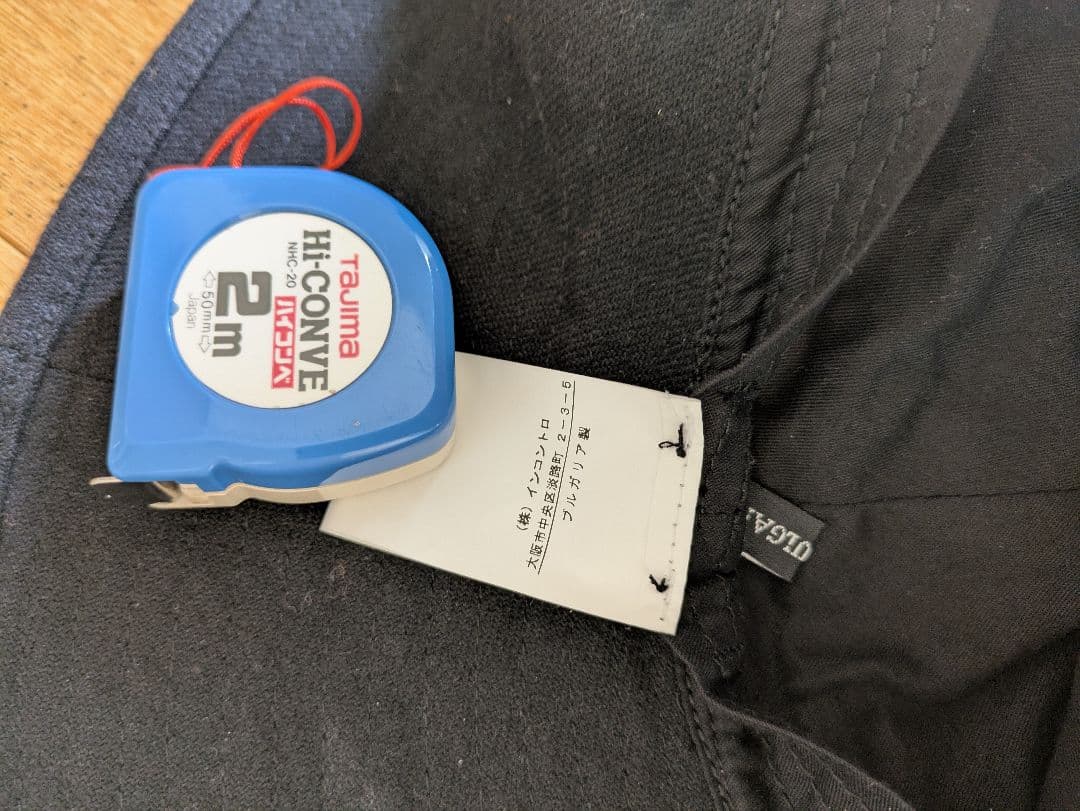 TaJIma
Hi-CONVE
NHC-20
ハイコンベ
2m
50mm
Japan
（株）インコントロ
大阪市中央区淡路町２－３－５
ブルガリア製